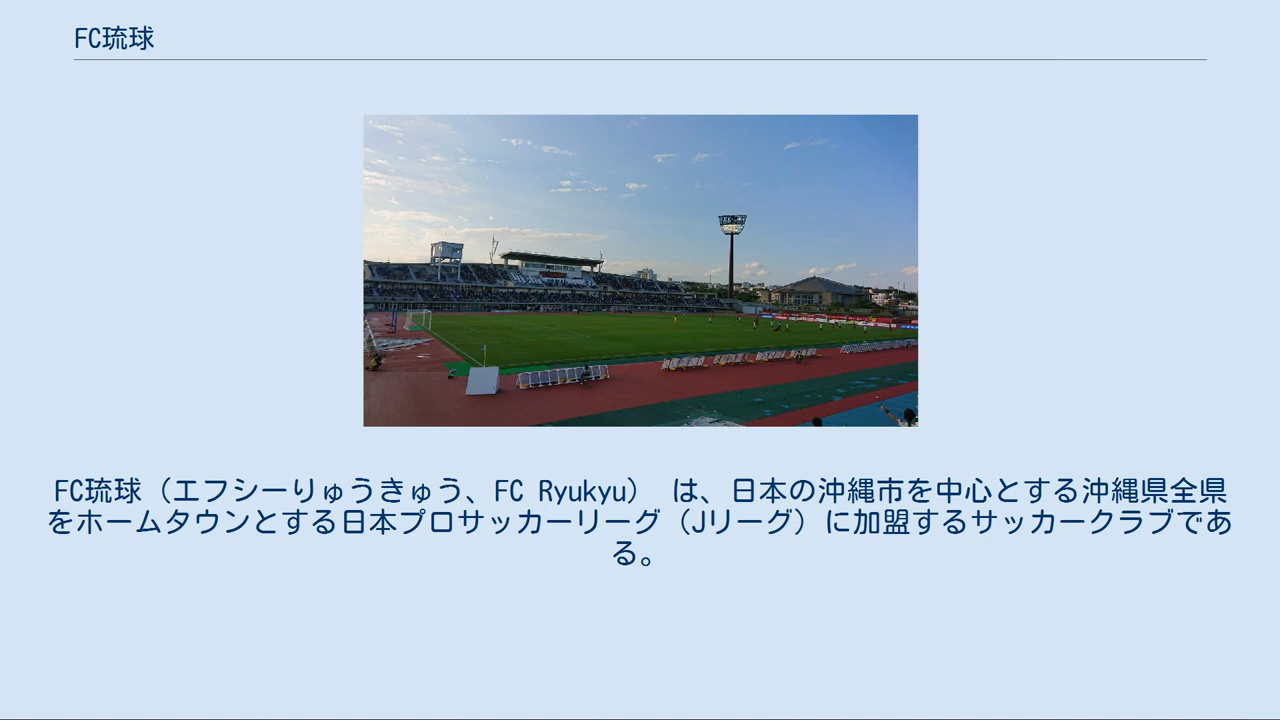 FC琉球
FC琉球（エフシーりゅうきゅう、FC Ryukyu） は、日本の沖縄市を中心とする沖縄県全県
をホームタウンとする日本プロサッカーリーグ（Jリーグ）に加盟するサッカークラブであ
る。